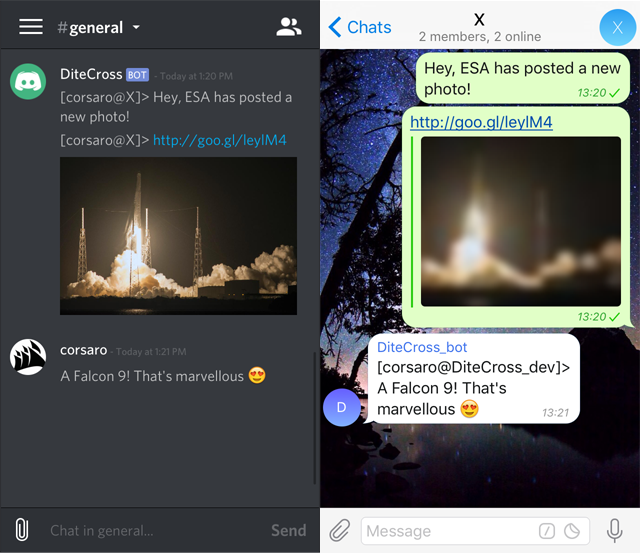 #general
DiteCross BOT - Today at 1:20 PM
[corsaro@X]> Hey, ESA has posted a
new photo!
[corsaro@X]> http://goo.gl/leylM4
corsaro - Today at 1:21 PM
A Falcon 9! That's marvellous 😍
Chat in general...
Send
Chats
X
2 members, 2 online
X
Hey, ESA has posted a new
photo!
13:20
http://goo.gl/leylM4
13:20
DiteCross_bot
[corsaro@DiteCross_dev]>
A Falcon 9! That's
marvellous 😍
13:21
D
Message